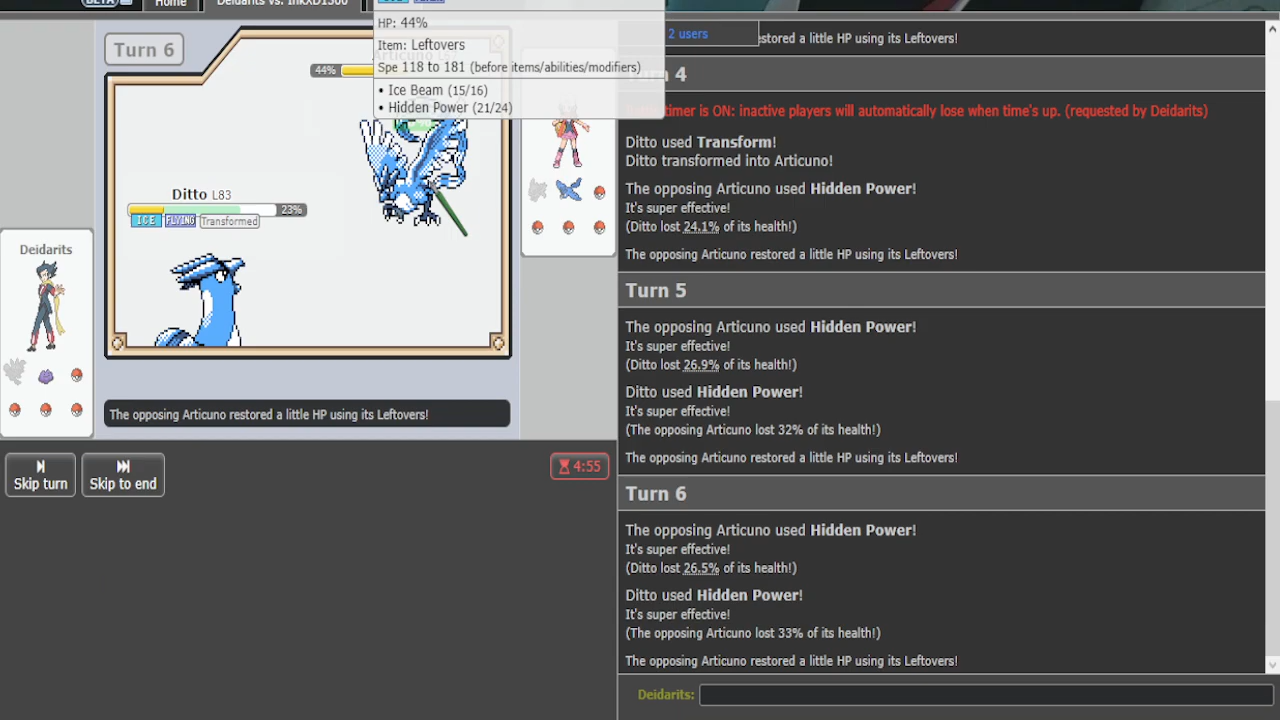 BETA
Home
Deidarits vs. InkXD1500
HP: 44%
Item: Leftovers
Spe 118 to 181 (before items/abilities/modifiers)
• Ice Beam (15/16)
• Hidden Power (21/24)
Turn 6
44%
Ditto L83
23%
ICE FLYING Transformed
Deidarits
The opposing Articuno restored a little HP using its Leftovers!
Skip turn
Skip to end
4:55
2 users
stored a little HP using its Leftovers!
4
timer is ON: inactive players will automatically lose when time's up. (requested by Deidarits)
Ditto used Transform!
Ditto transformed into Articuno!
The opposing Articuno used Hidden Power!
It's super effective!
(Ditto lost 24.1% of its health!)
The opposing Articuno restored a little HP using its Leftovers!
Turn 5
The opposing Articuno used Hidden Power!
It's super effective!
(Ditto lost 26.9% of its health!)
Ditto used Hidden Power!
It's super effective!
(The opposing Articuno lost 32% of its health!)
The opposing Articuno restored a little HP using its Leftovers!
Turn 6
The opposing Articuno used Hidden Power!
It's super effective!
(Ditto lost 26.5% of its health!)
Ditto used Hidden Power!
It's super effective!
(The opposing Articuno lost 33% of its health!)
The opposing Articuno restored a little HP using its Leftovers!
Deidarits: